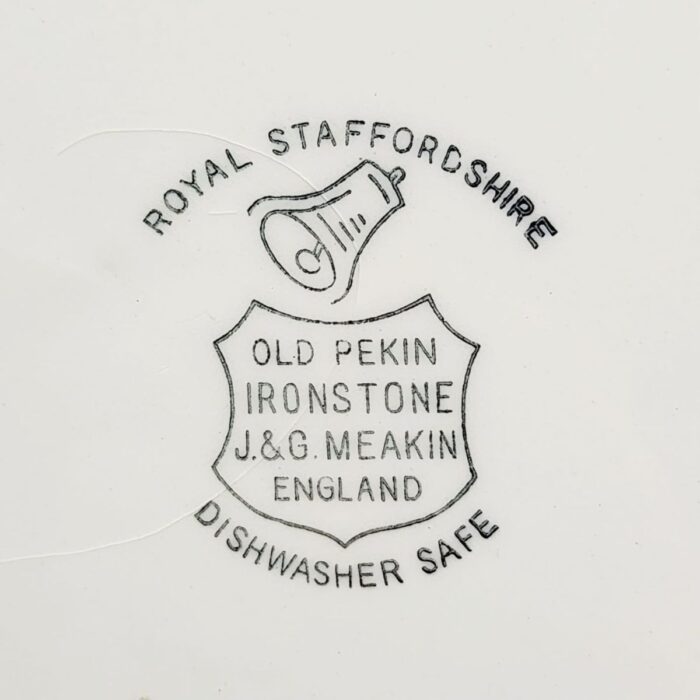 ROYAL STAFFORDSHIRE
OLD PEKIN
IRONSTONE
J.&G. MEAKIN
ENGLAND
DISHWASHER SAFE